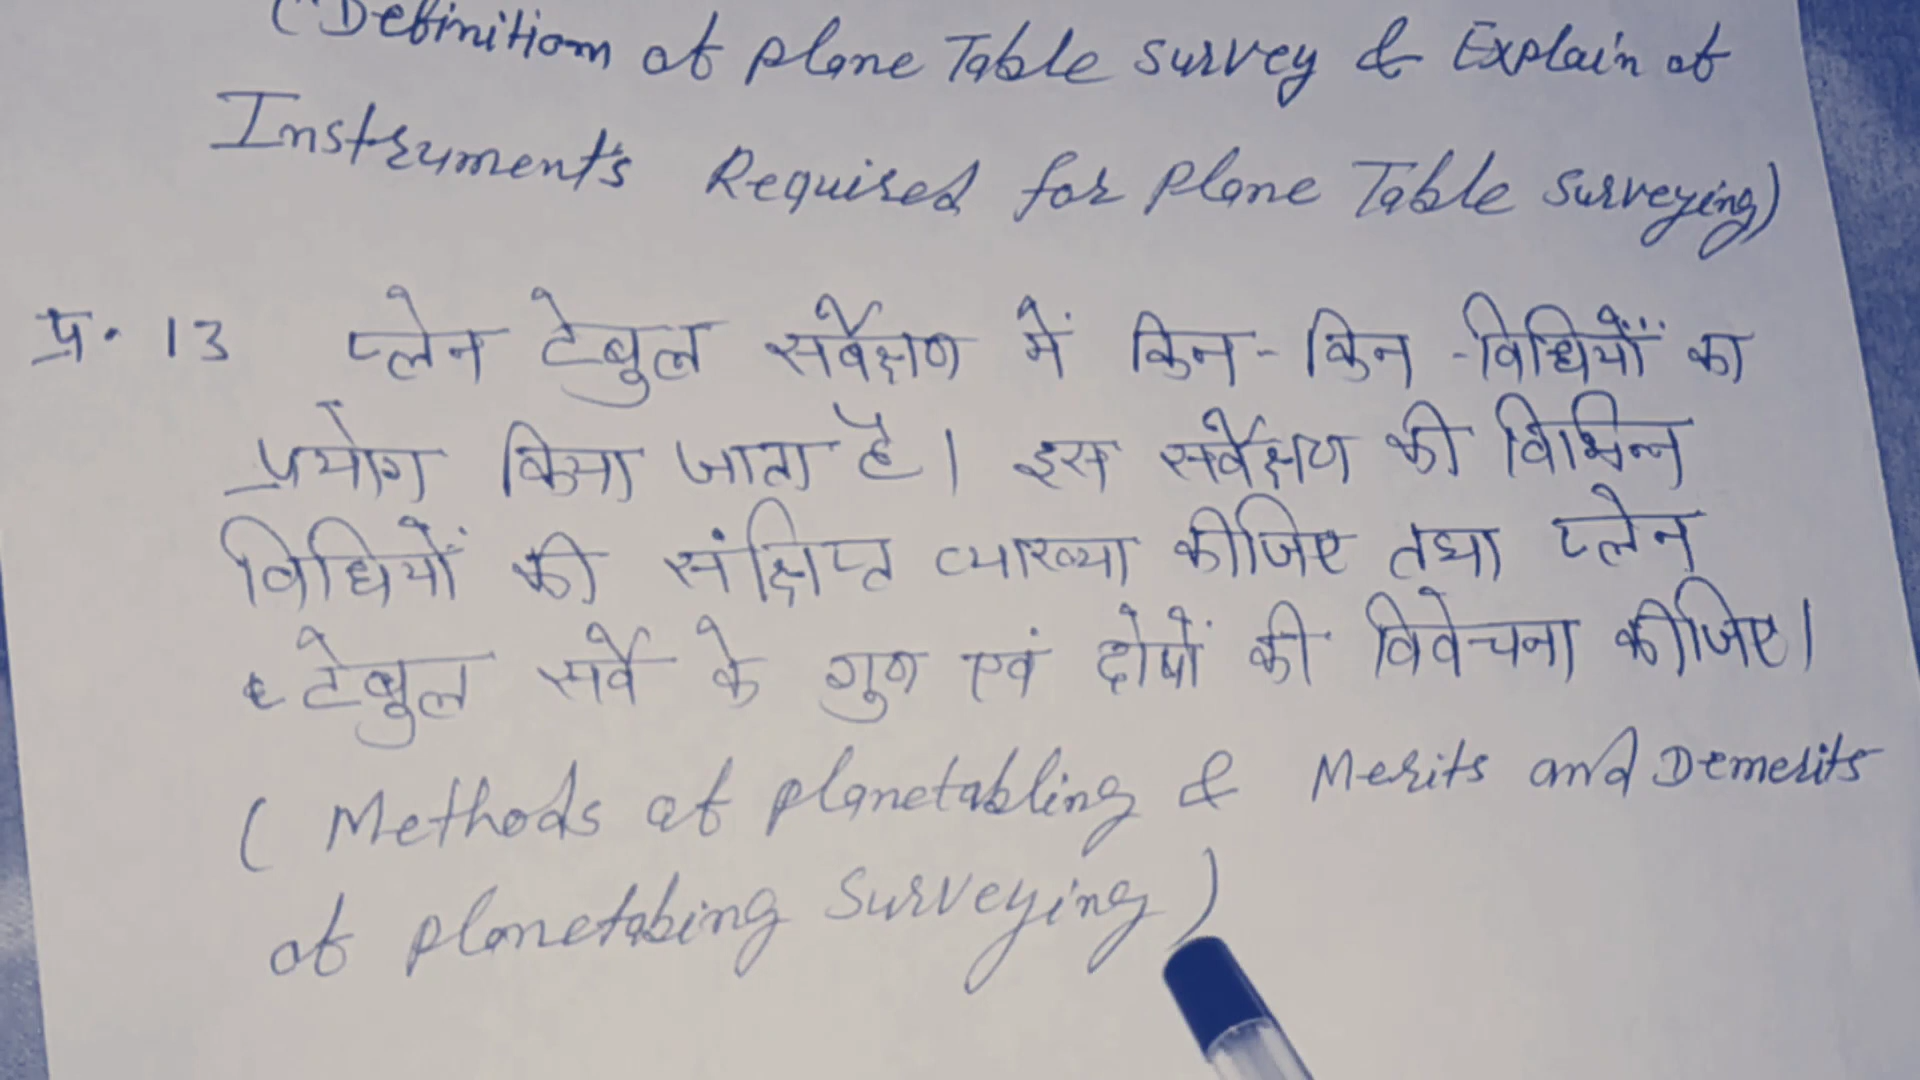 (Definition of Plane Table Survey & Explain of
Instruments Required for Plane Table Surveying)
प्र. 13 प्लेन टेबुल सर्वेक्षण में किन-किन -विधियों का
प्रयोग किया जाता है। इस सर्वेक्षण की विभिन्न
विधियों की संक्षिप्त व्याख्या कीजिए तथा प्लेन
टेबुल सर्वे के गुण एवं दोषों की विवेचना कीजिए।
( Methods of planetabling & Merits and Demerits
of planetabing Surveying)